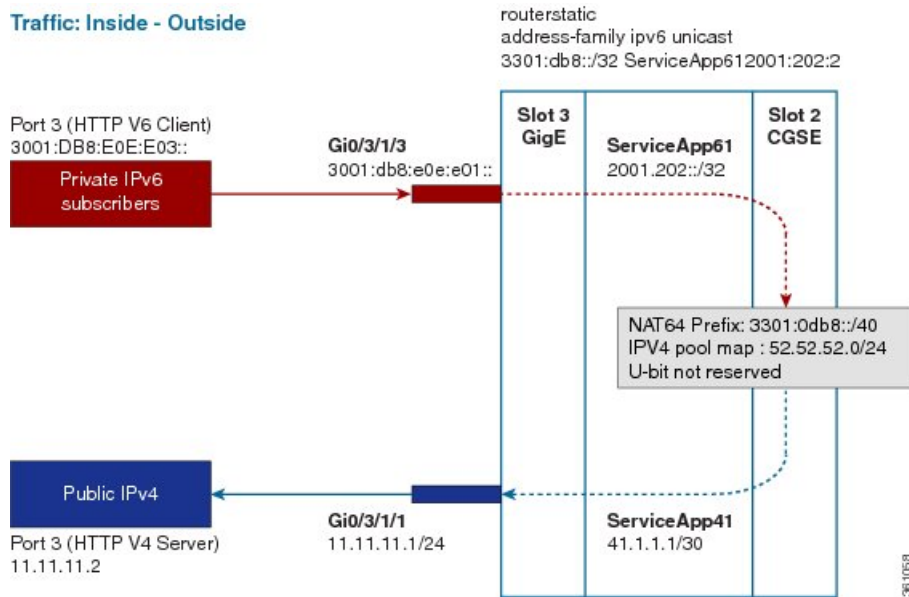 Traffic: Inside - Outside
routerstatic
address-family ipv6 unicast
3301:db8::/32 ServiceApp612001:202:2
Port 3 (HTTP V6 Client)
3001:DB8:E0E:E03::
Private IPv6
subscribers
Gi0/3/1/3
3001:db8:e0e:e01::
Slot 3
GigE
ServiceApp61
2001.202::/32
Slot 2
CGSE
NAT64 Prefix: 3301:0db8::/40
IPV4 pool map : 52.52.52.0/24
U-bit not reserved
Public IPv4
Port 3 (HTTP V4 Server)
11.11.11.2
Gi0/3/1/1
11.11.11.1/24
ServiceApp41
41.1.1.1/30
361058